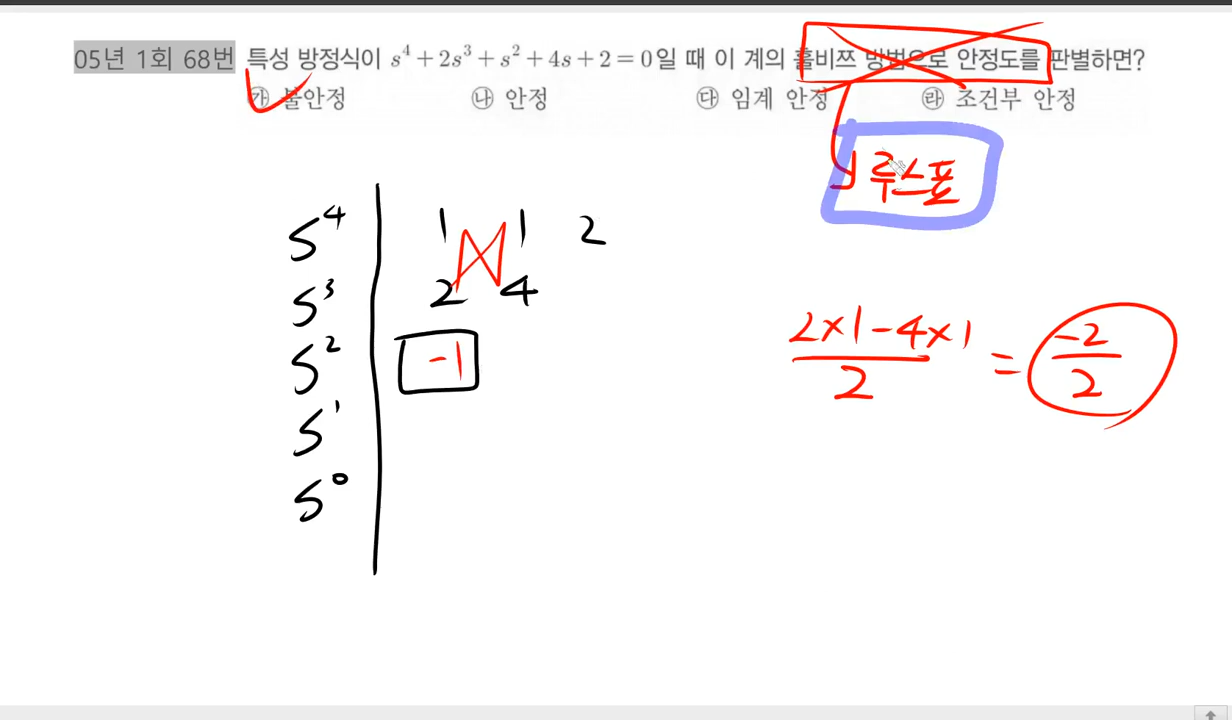 05년 1회 68번 특성 방정식이 s⁴ + 2s³ + s² + 4s + 2 = 0일 때 이 계의 홀비쯔 방법으로 안정도를 판별하면?
㉮ 불안정 ㉯ 안정 ㉰ 임계 안정 ㉱ 조건부 안정
루스표
S⁴ 1 1 2
S³ 2 4
S² -1
S¹
S⁰
2×1-4×1 / 2 = -2 / 2